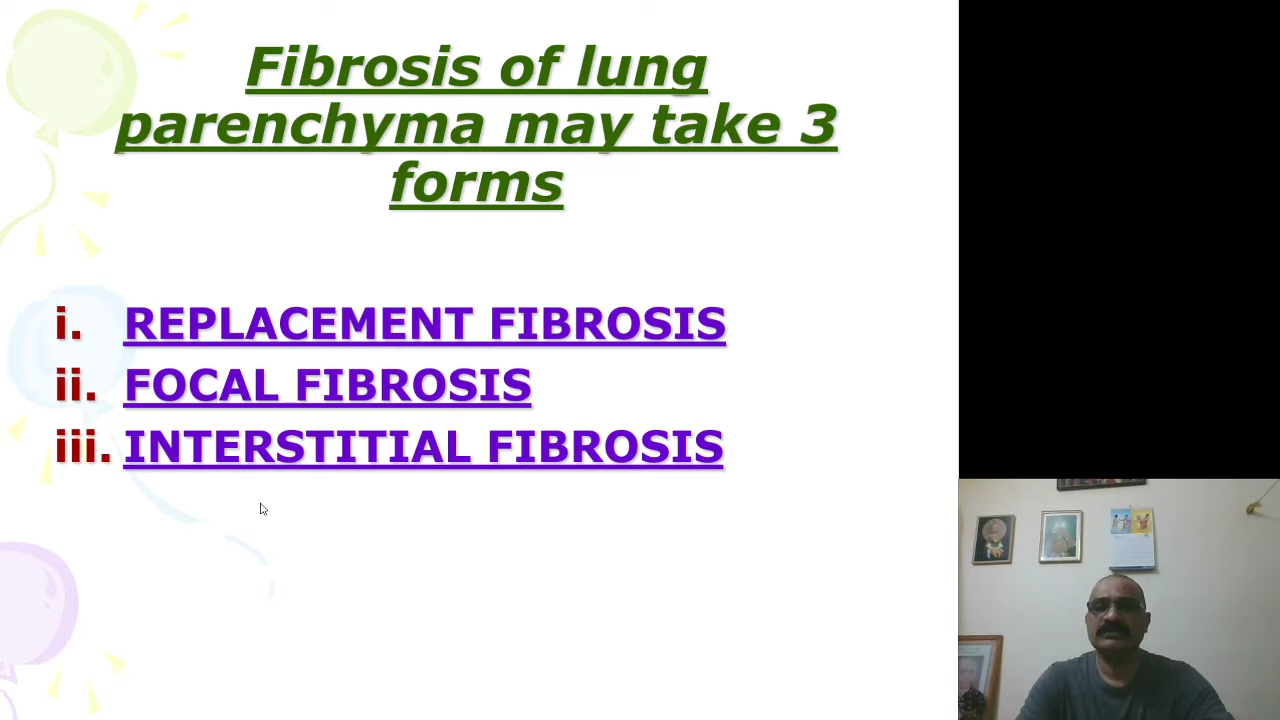 Fibrosis of lung
parenchyma may take 3
forms
i. REPLACEMENT FIBROSIS
ii. FOCAL FIBROSIS
iii. INTERSTITIAL FIBROSIS